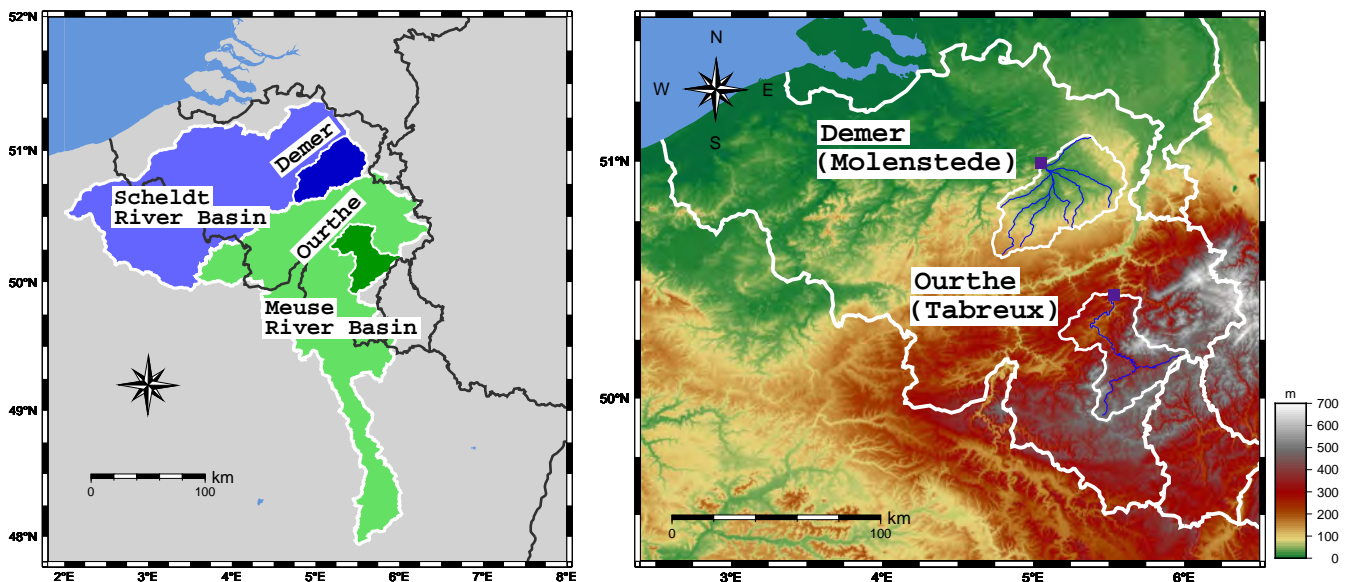 52°N
51°N
50°N
49°N
48°N
2°E
3°E
4°E
5°E
6°E
7°E
8°E
Demer
Scheldt
River Basin
Ourthe
Meuse
River Basin
km
0
100
N
W
E
S
Demer
(Molenstede)
Ourthe
(Tabreux)
51°N
50°N
3°E
4°E
5°E
6°E
km
0
100
m
700
600
500
400
300
200
100
0